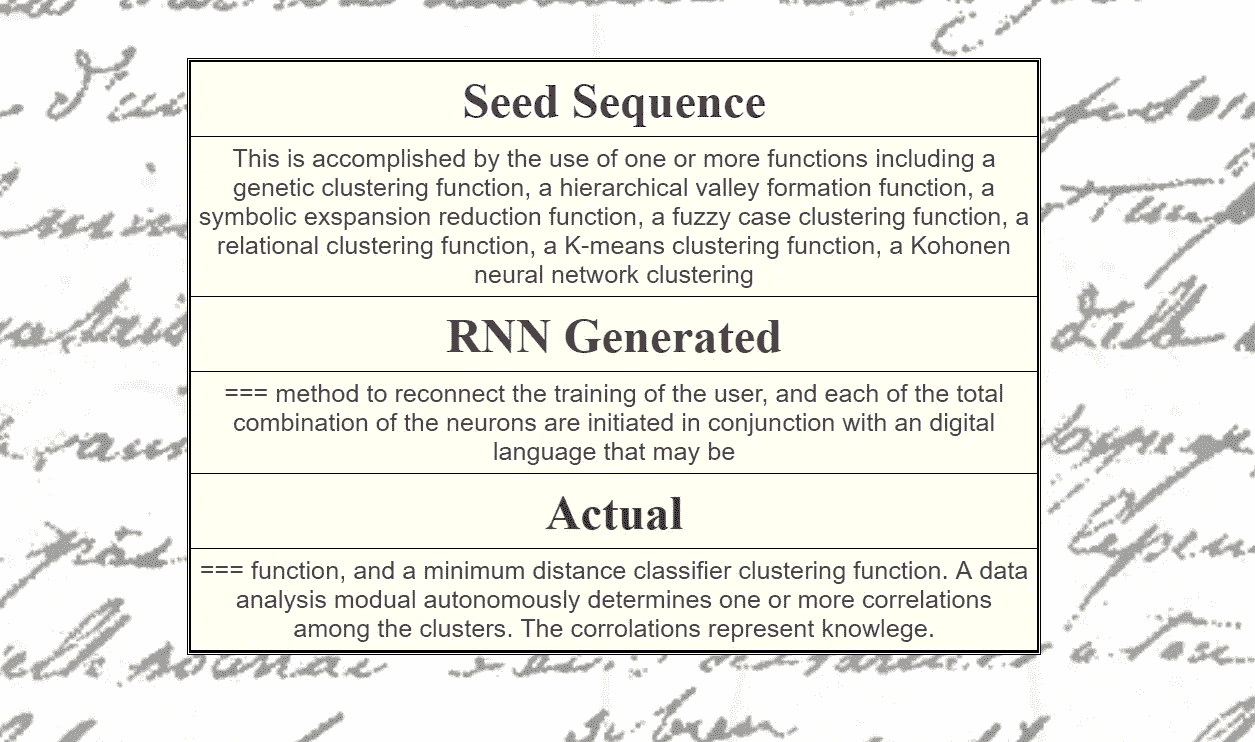 Seed Sequence
This is accomplished by the use of one or more functions including a
genetic clustering function, a hierarchical valley formation function, a
symbolic exspansion reduction function, a fuzzy case clustering function, a
relational clustering function, a K-means clustering function, a Kohonen
neural network clustering
RNN Generated
=== method to reconnect the training of the user, and each of the total
combination of the neurons are initiated in conjunction with an digital
language that may be
Actual
=== function, and a minimum distance classifier clustering function. A data
analysis modual autonomously determines one or more correlations
among the clusters. The corrolations represent knowlege.